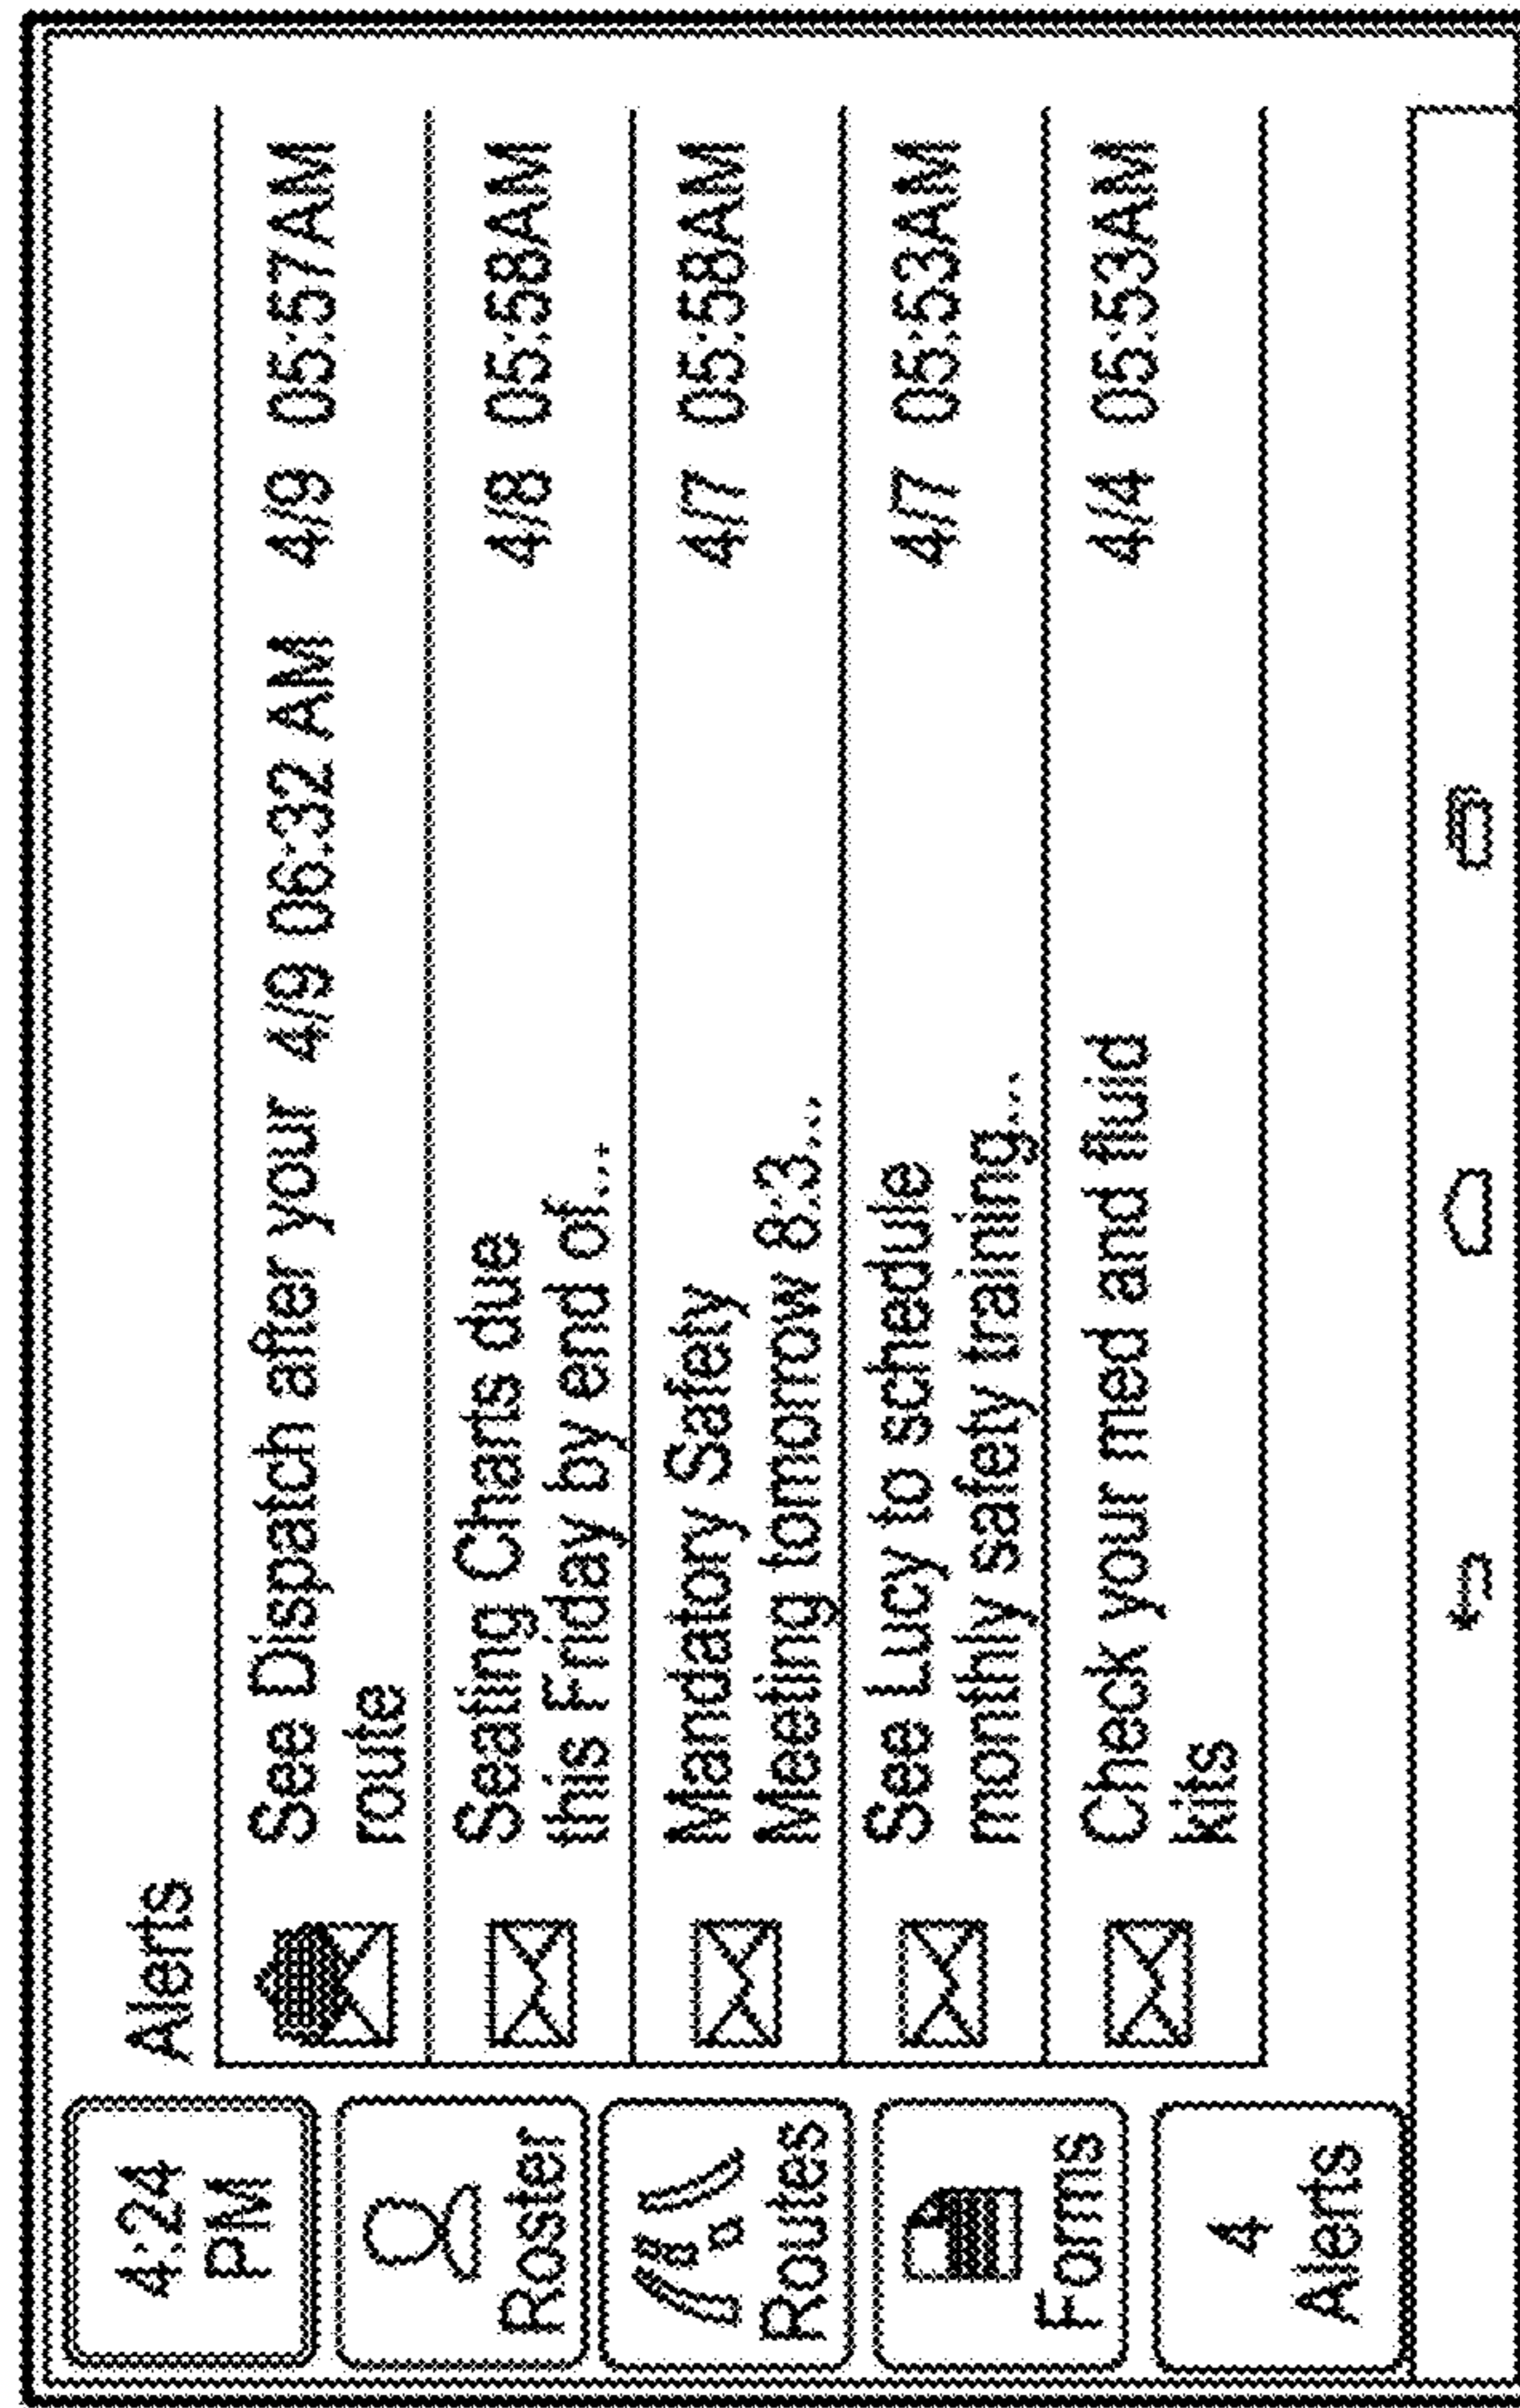 4:24
PM
Roster
Routes
Forms
4
Alerts
Alerts
See Dispatch after your 4/9 06:32 AM 4/9 05:57AM
route
Seating Charts due 4/8 05:58AM
this Friday by end of...
Mandatory Safety 4/7 05:58AM
Meeting tomorrow 8:3...
See Lucy to schedule 4/7 05:53AM
monthly safety training...
Check your med and fluid 4/4 05:53AM
kits